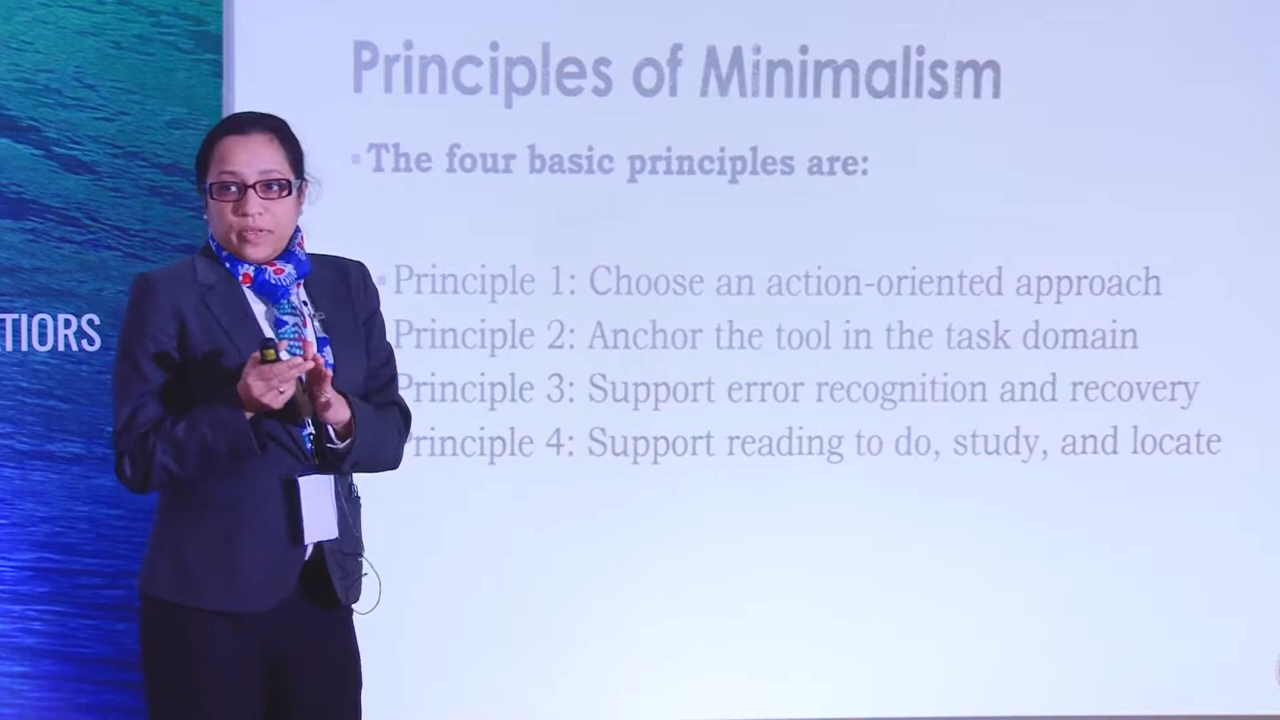 Principles of Minimalism
The four basic principles are:
Principle 1: Choose an action-oriented approach
Principle 2: Anchor the tool in the task domain
Principle 3: Support error recognition and recovery
Principle 4: Support reading to do, study, and locate
TIORS